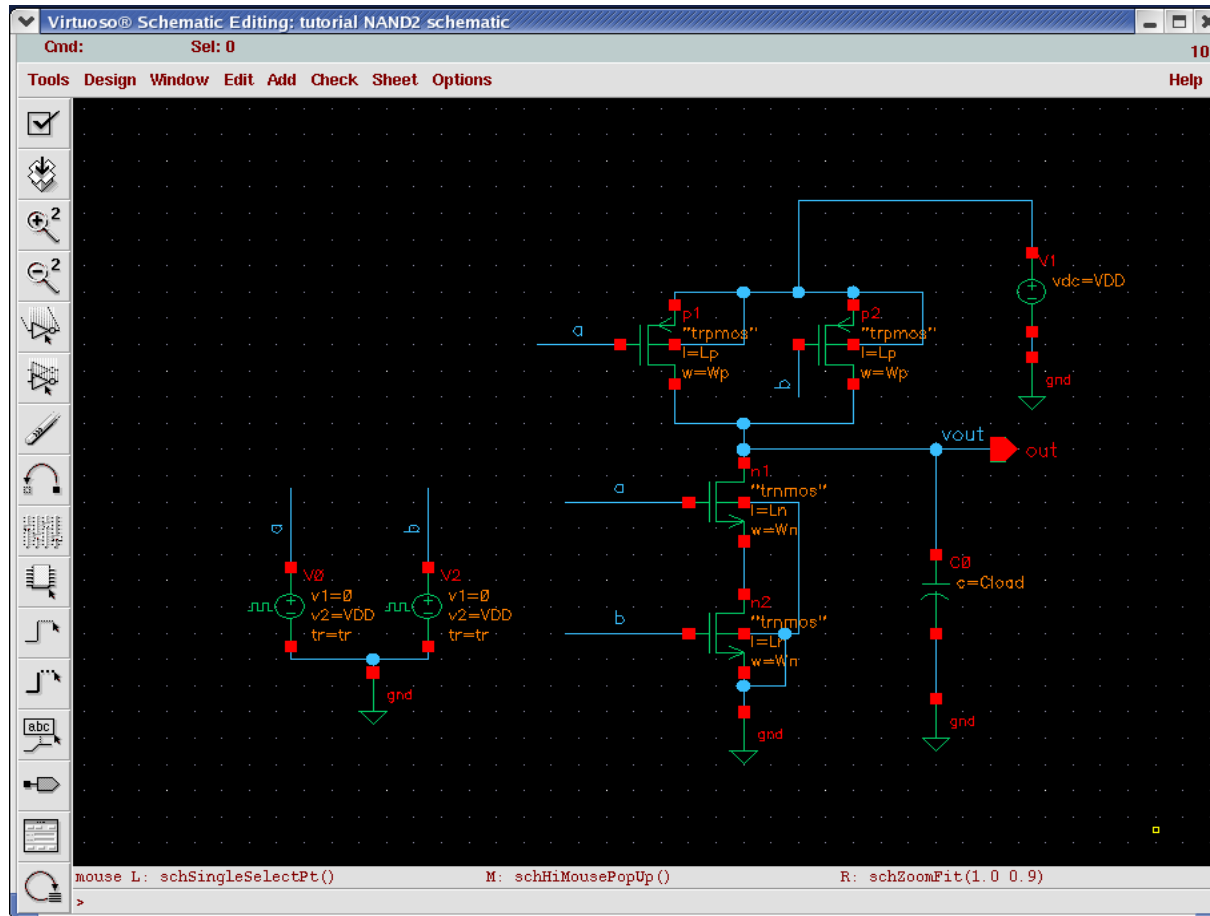 Virtuoso® Schematic Editing: tutorial NAND2 schematic
Cmd: Sel: 0
10
Tools Design Window Edit Add Check Sheet Options Help
2
2
abc
V1
vdc=VDD
gnd
p1
"trpmos"
l=Lp
w=Wp
a
p2
"trpmos"
l=Lp
w=Wp
b
vout
out
n1
"trnmos"
l=Ln
w=Wn
a
n2
"trnmos"
l=Ln
w=Wn
b
gnd
C0
c=Cload
gnd
a
b
V0
v1=0
v2=VDD
tr=tr
V2
v1=0
v2=VDD
tr=tr
gnd
mouse L: schSingleSelectPt() M: schHiMousePopUp() R: schZoomFit(1.0 0.9)
>